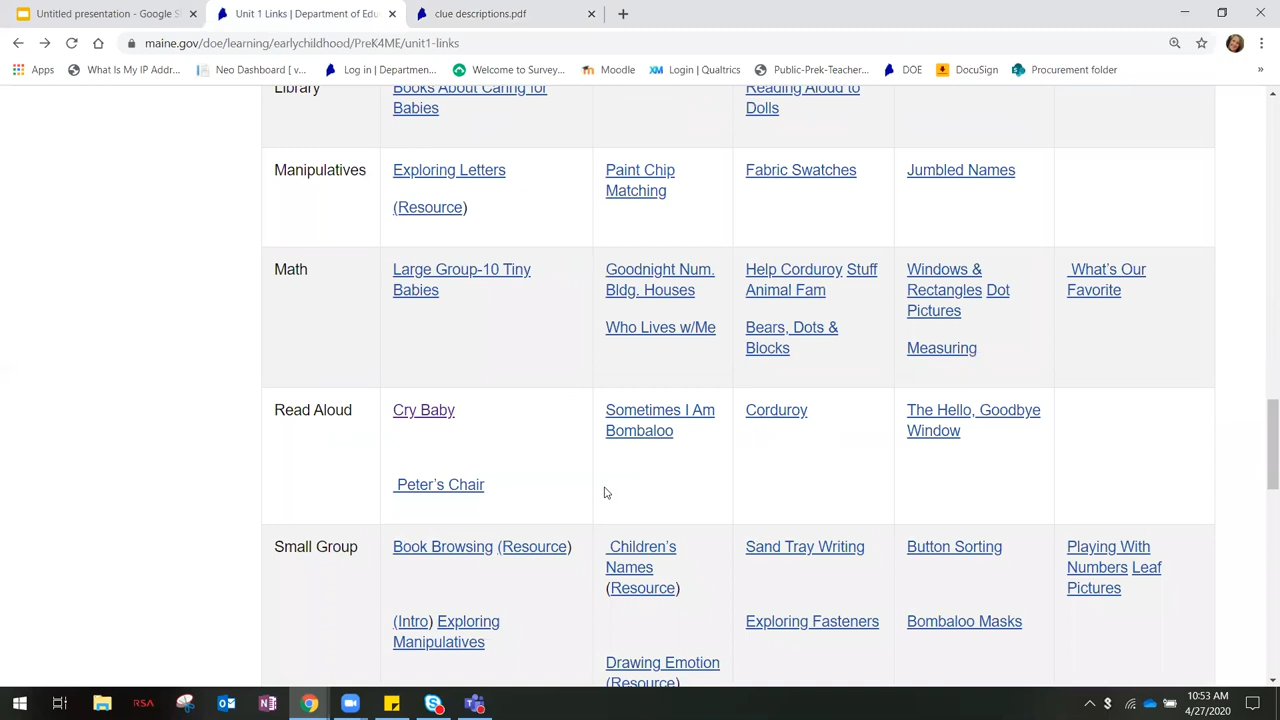 Untitled presentation - Google Sl
Unit 1 Links | Department of Edu
clue descriptions.pdf
maine.gov/doe/learning/earlychildhood/PreK4ME/unit1-links
Apps
What Is My IP Addr...
Neo Dashboard [ v...
Log in | Departmen...
Welcome to Survey...
Moodle
Login | Qualtrics
Public-Prek-Teacher...
DOE
DocuSign
Procurement folder
»
Library
Books About Caring for
Babies
Reading Aloud to
Dolls
Manipulatives
Exploring Letters
(Resource)
Paint Chip
Matching
Fabric Swatches
Jumbled Names
Math
Large Group-10 Tiny
Babies
Goodnight Num.
Bldg. Houses
Who Lives w/Me
Help Corduroy Stuff
Animal Fam
Bears, Dots &
Blocks
Windows &
Rectangles Dot
Pictures
Measuring
What's Our
Favorite
Read Aloud
Cry Baby
Peter's Chair
Sometimes I Am
Bombaloo
Corduroy
The Hello, Goodbye
Window
Small Group
Book Browsing (Resource)
(Intro) Exploring
Manipulatives
Children's
Names
(Resource)
Drawing Emotion
(Resource)
Sand Tray Writing
Exploring Fasteners
Button Sorting
Bombaloo Masks
Playing With
Numbers Leaf
Pictures
RSA
10:53 AM
4/27/2020